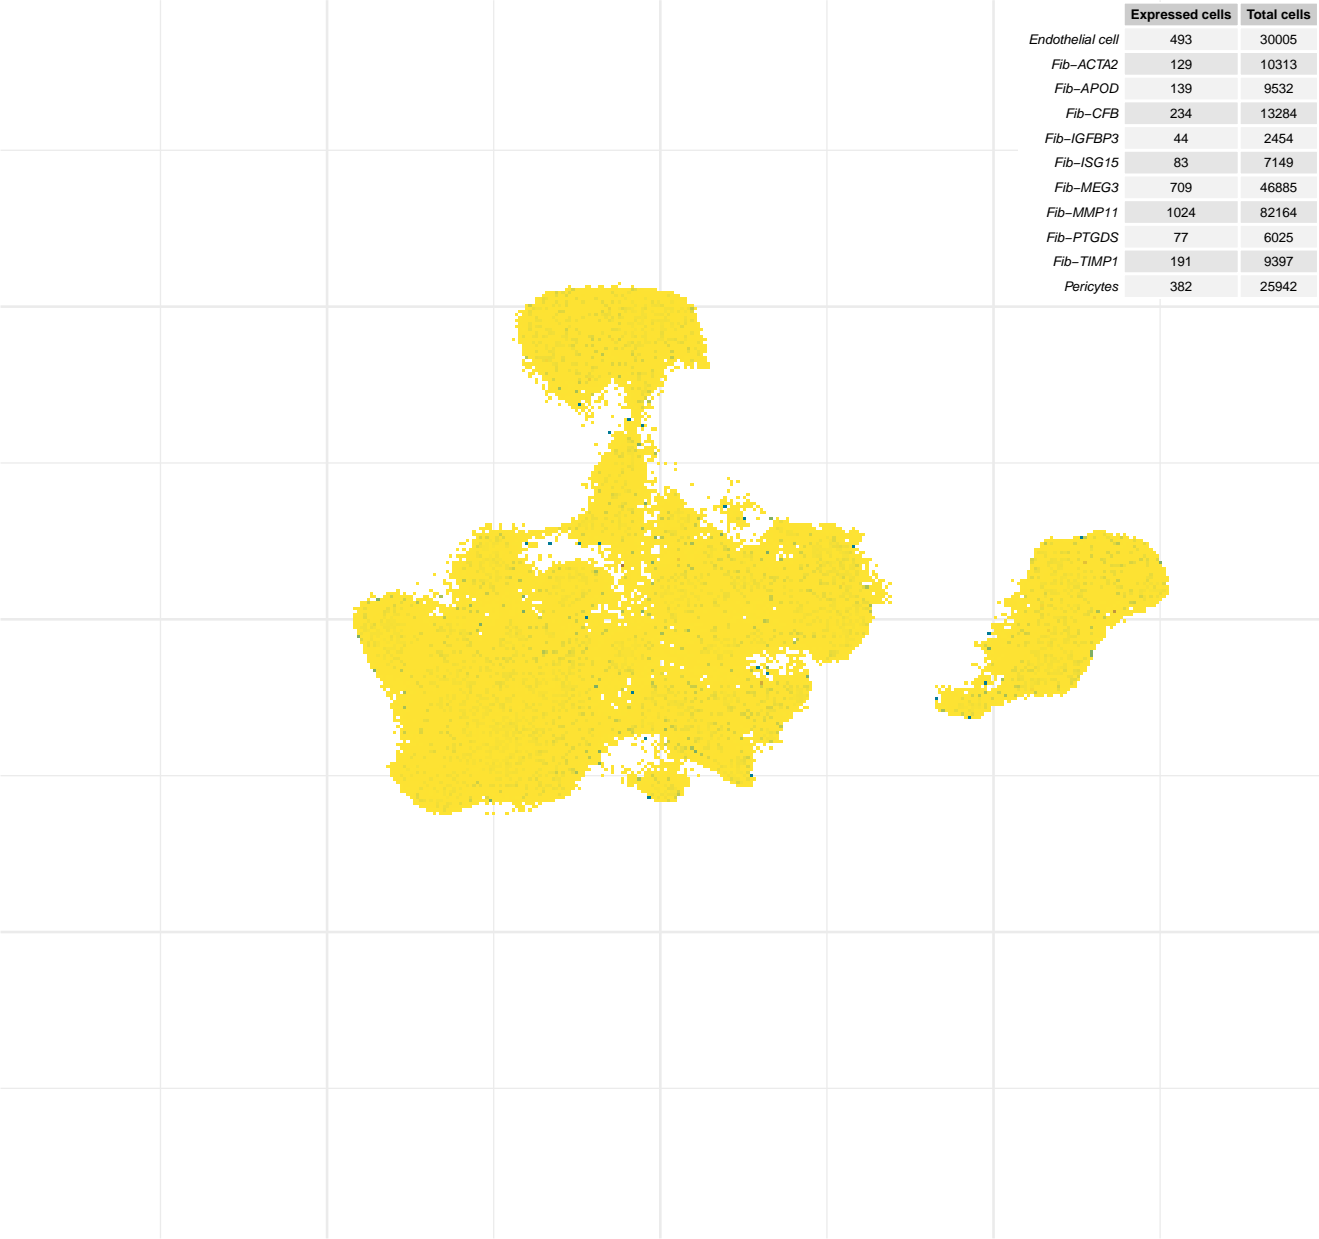 Expressed cells Total cells
Endothelial cell 493 30005
Fib−ACTA2 129 10313
Fib−APOD 139 9532
Fib−CFB 234 13284
Fib−IGFBP3 44 2454
Fib−ISG15 83 7149
Fib−MEG3 709 46885
Fib−MMP11 1024 82164
Fib−PTGDS 77 6025
Fib−TIMP1 191 9397
Pericytes 382 25942